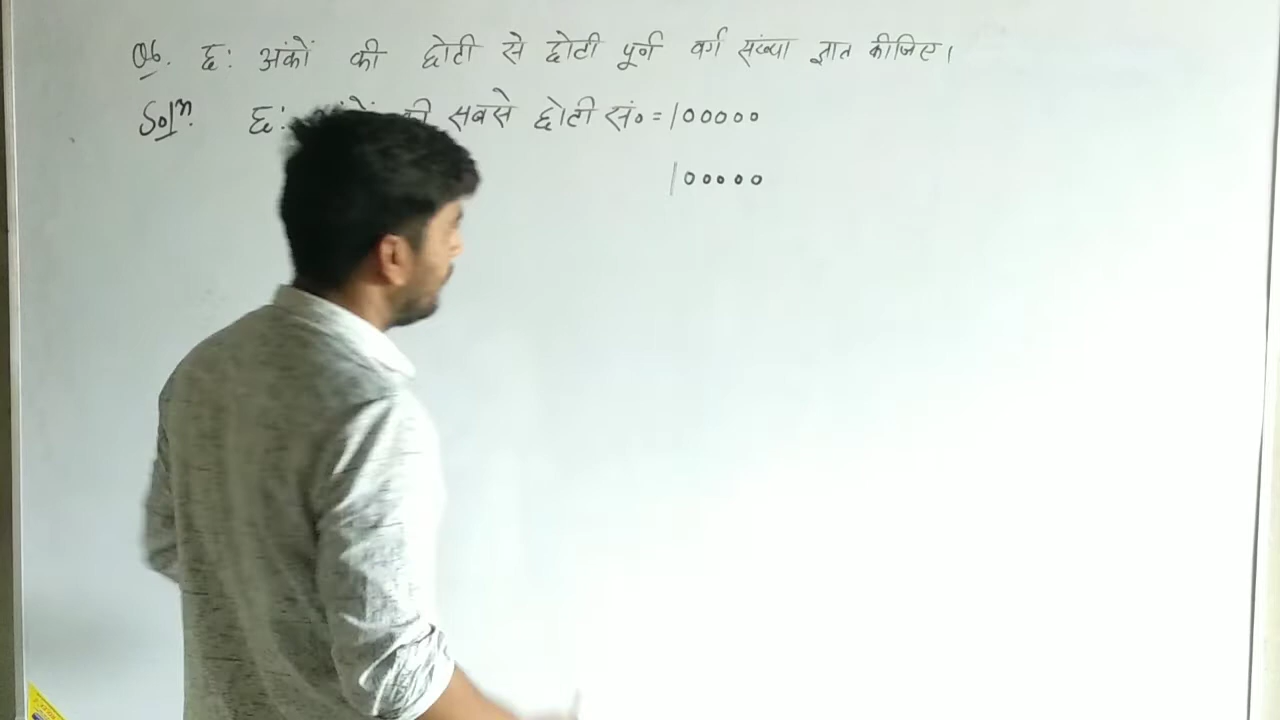 Q6. छ: अंकों की छोटी से छोटी पूर्ण वर्ग संख्या ज्ञात कीजिए।
Solⁿ. छ: की सबसे छोटी सं० = 100000
100000